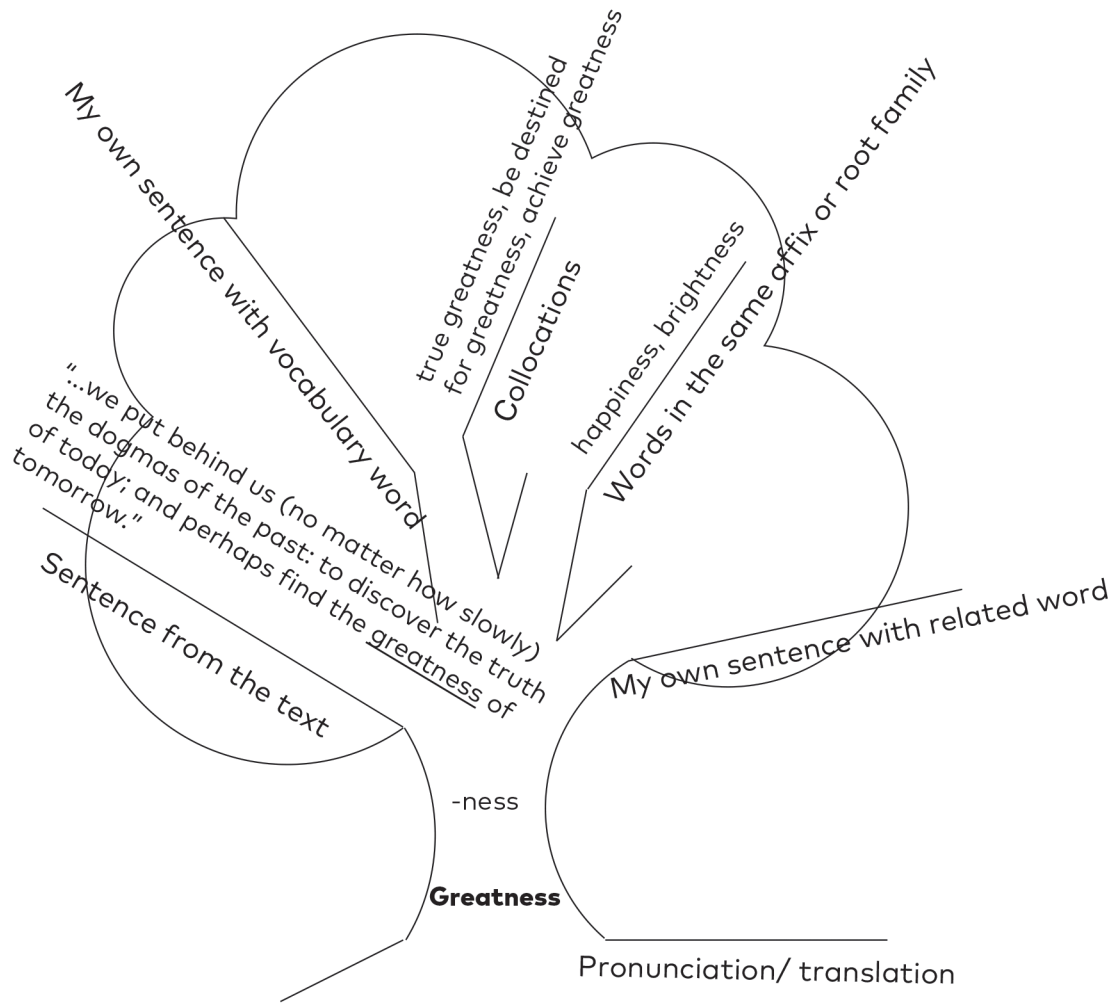 My own sentence with vocabulary word
true greatness, be destined
for greatness, achieve greatness
Collocations
happiness, brightness
Words in the same affix or root family
"...we put behind us (no matter how slowly)
the dogmas of the past: to discover the truth
of today; and perhaps find the greatness of
tomorrow."
Sentence from the text
My own sentence with related word
-ness
Greatness
Pronunciation/ translation